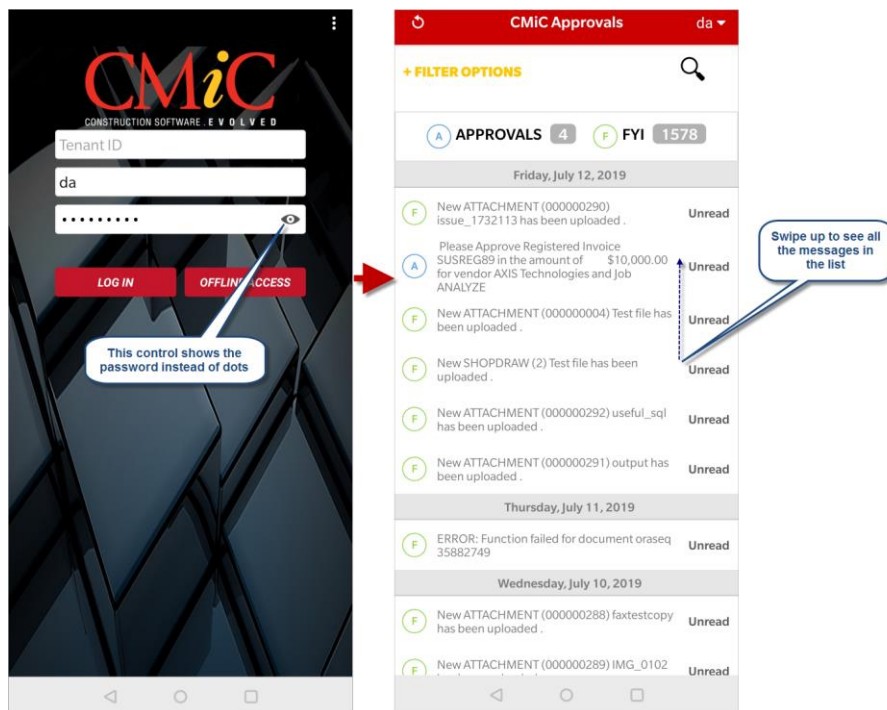 CMiC
CONSTRUCTION SOFTWARE. EVOLVED
Tenant ID
da
LOG IN
OFFLINE ACCESS
This control shows the
password instead of dots
CMiC Approvals
da
+ FILTER OPTIONS
A APPROVALS 4 F FYI 1578
Friday, July 12, 2019
F
New ATTACHMENT (000000290)
issue_1732113 has been uploaded .
Unread
A
Please Approve Registered Invoice
SUSREG89 in the amount of $10,000.00
for vendor AXIS Technologies and Job
ANALYZE
Unread
F
New ATTACHMENT (000000004) Test file has
been uploaded .
Unread
F
New SHOPDRAW (2) Test file has been
uploaded .
Unread
F
New ATTACHMENT (000000292) useful_sql
has been uploaded .
Unread
F
New ATTACHMENT (000000291) output has
been uploaded .
Unread
Thursday, July 11, 2019
F
ERROR: Function failed for document oraseq
35882749
Unread
Wednesday, July 10, 2019
F
New ATTACHMENT (000000288) faxtestcopy
has been uploaded .
Unread
F
New ATTACHMENT (000000289) IMG_0102
Unread
Swipe up to see all
the messages in
the list